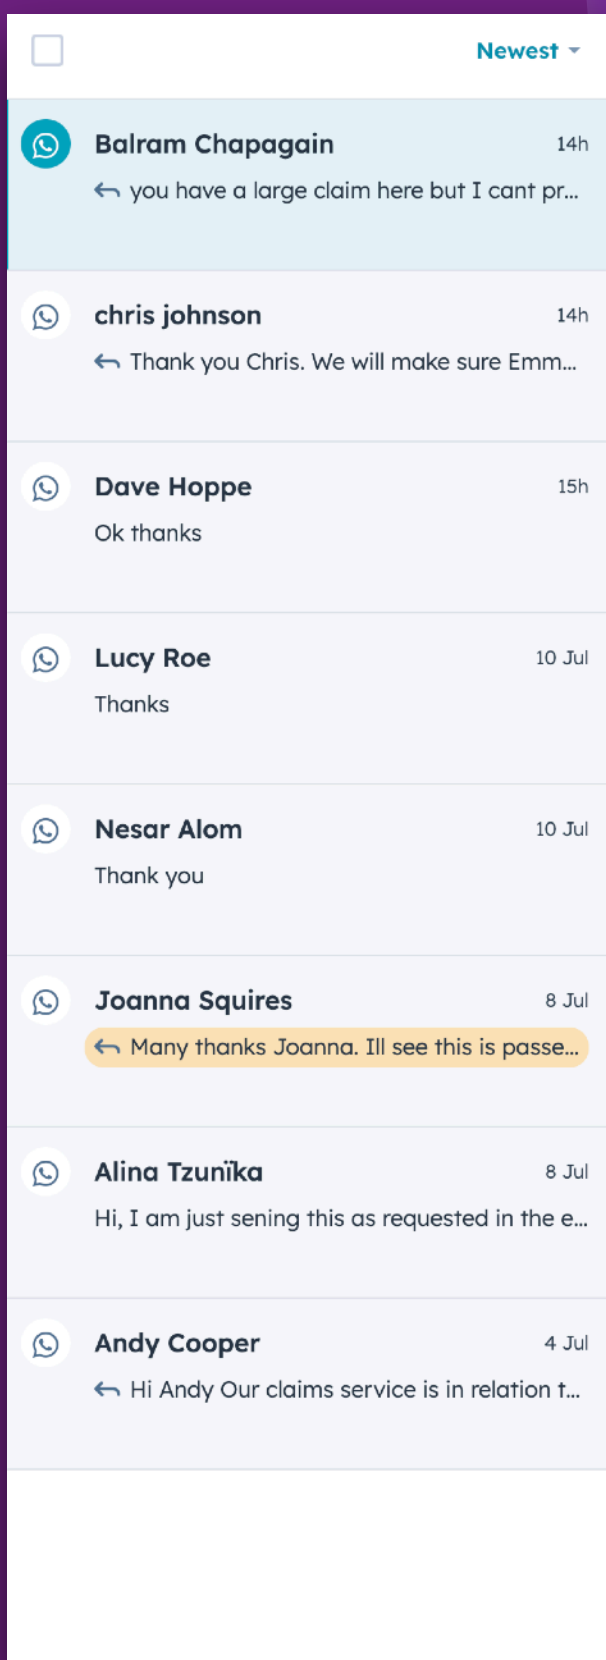 Newest
Balram Chapagain 14h
you have a large claim here but I cant pr...
chris johnson 14h
Thank you Chris. We will make sure Emm...
Dave Hoppe 15h
Ok thanks
Lucy Roe 10 Jul
Thanks
Nesar Alom 10 Jul
Thank you
Joanna Squires 8 Jul
Many thanks Joanna. Ill see this is passe...
Alina Tzunïka 8 Jul
Hi, I am just sening this as requested in the e...
Andy Cooper 4 Jul
Hi Andy Our claims service is in relation t...